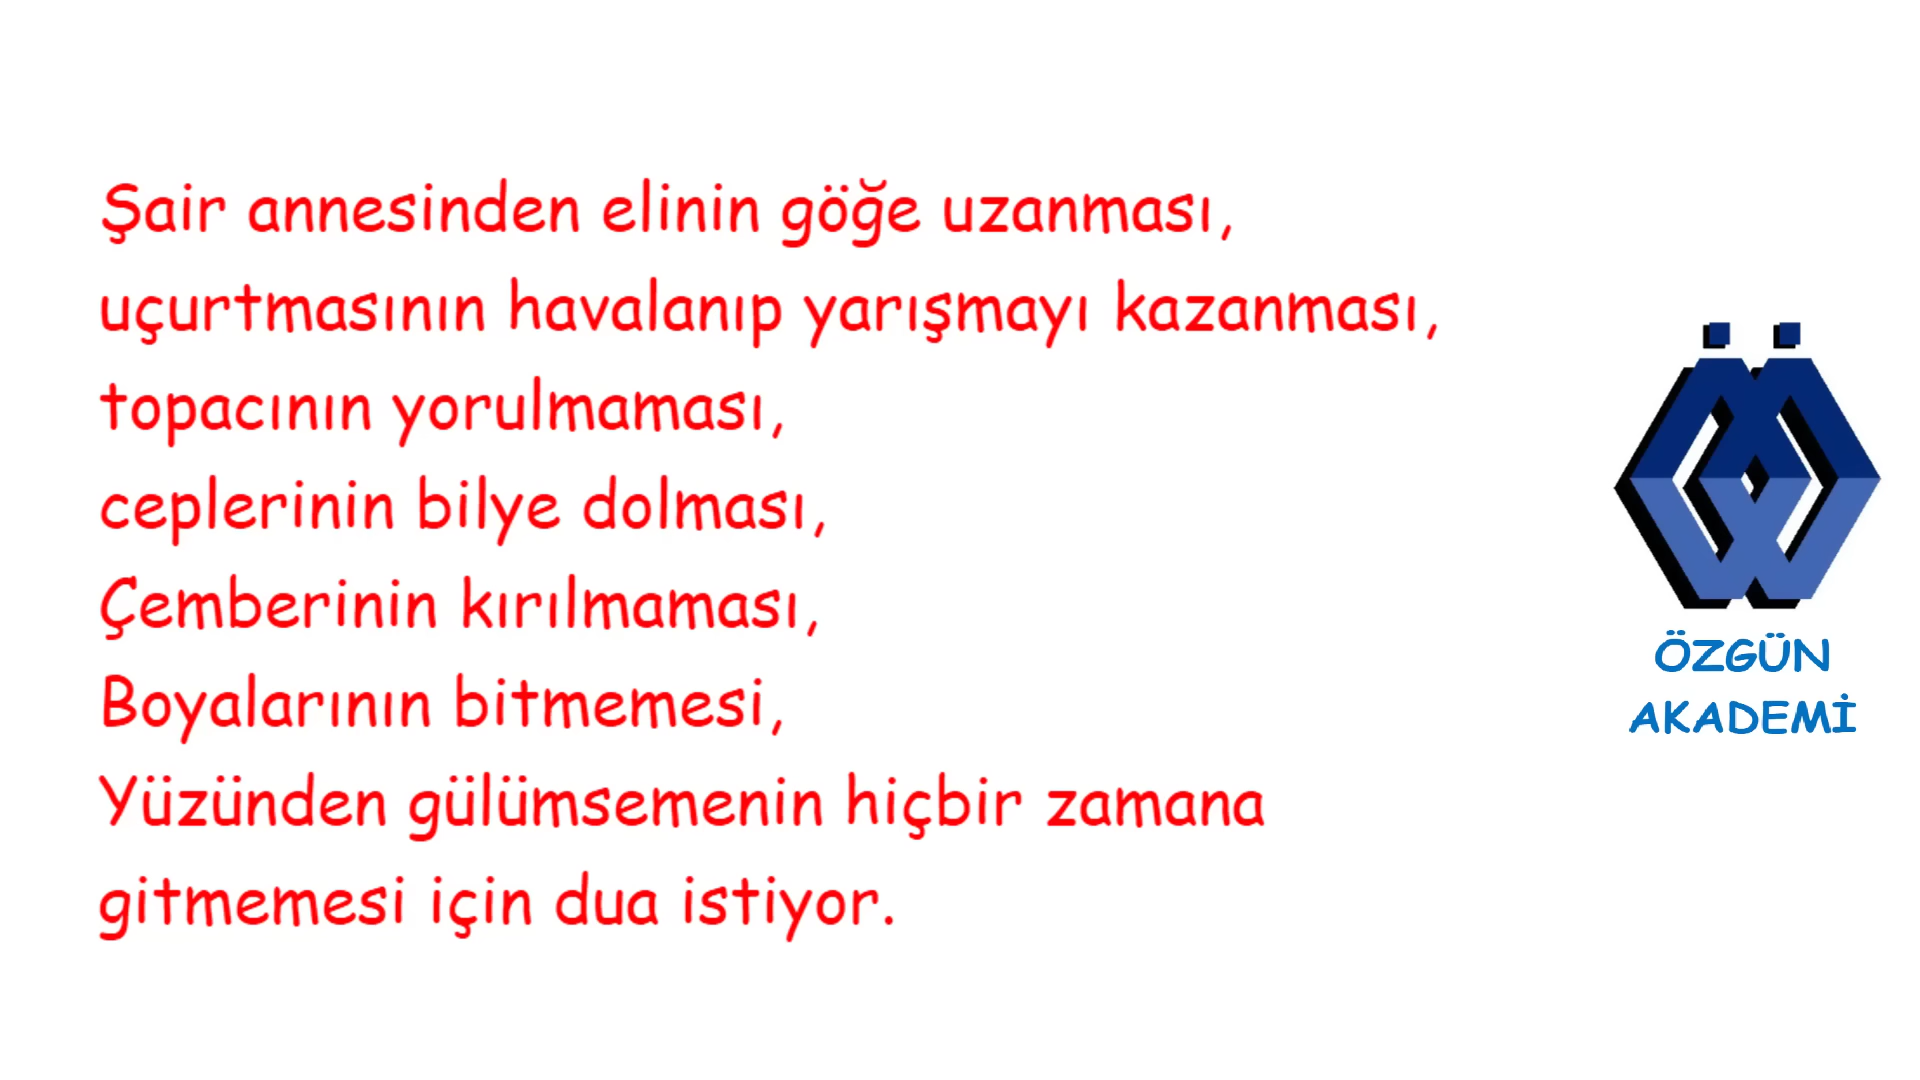 Şair annesinden elinin göğe uzanması,
uçurtmasının havalanıp yarışmayı kazanması,
topacının yorulmaması,
ceplerinin bilye dolması,
Çemberinin kırılmaması,
Boyalarının bitmemesi,
Yüzünden gülümsemenin hiçbir zamana
gitmemesi için dua istiyor.
ÖZGÜN
AKADEMİ